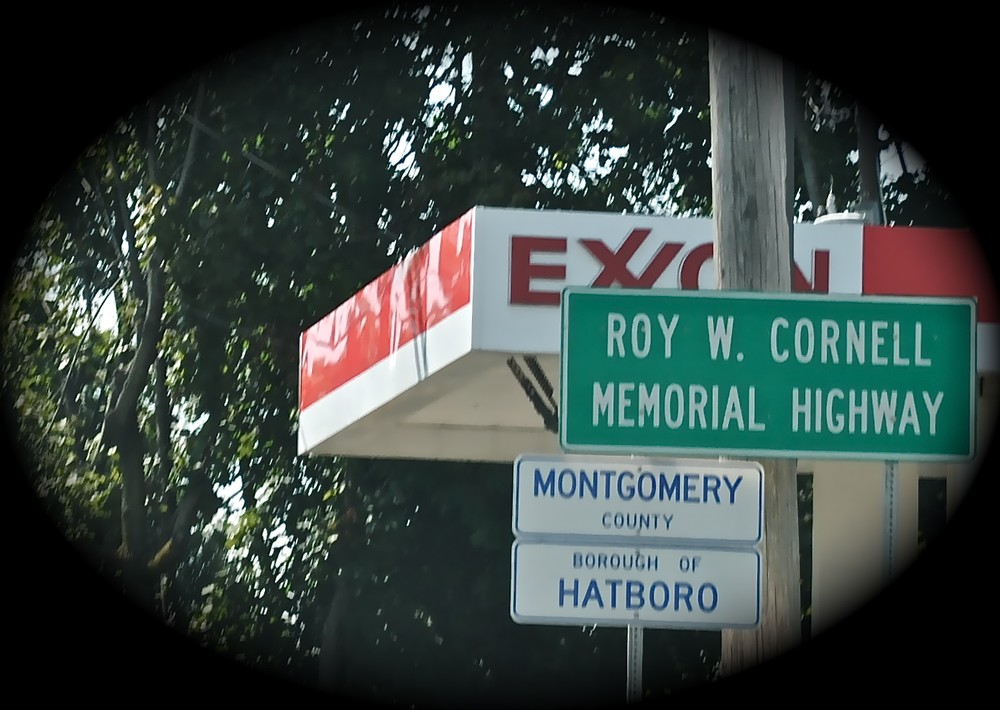 EXXON
ROY W. CORNELL
MEMORIAL HIGHWAY
MONTGOMERY
COUNTY
BOROUGH OF
HATBORO